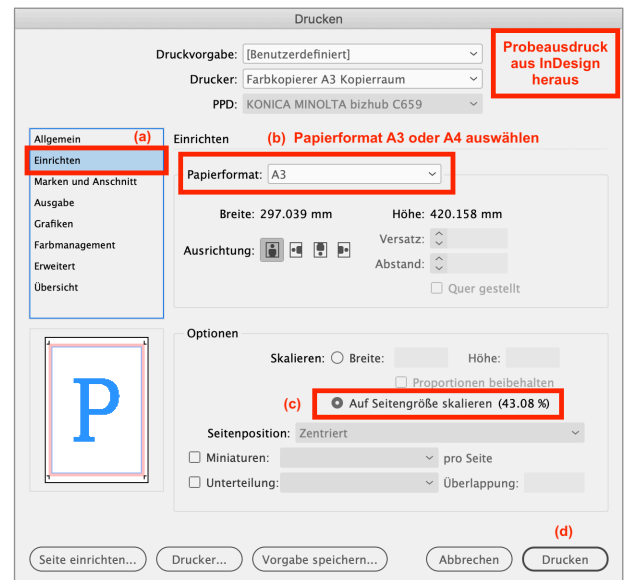 Drucken
Druckvorgabe: [Benutzerdefiniert]
Probeausdruck
aus InDesign
heraus
Drucker: Farbkopierer A3 Kopierraum
PPD: KONICA MINOLTA bizhub C659
Allgemein (a)
Einrichten
Marken und Anschnitt
Ausgabe
Grafiken
Farbmanagement
Erweitert
Übersicht
Einrichten (b) Papierformat A3 oder A4 auswählen
Papierformat: A3
Breite: 297.039 mm Höhe: 420.158 mm
Ausrichtung: Versatz:
Abstand:
Quer gestellt
P
Optionen
Skalieren: Breite: Höhe:
Proportionen beibehalten
(c) Auf Seitengröße skalieren (43.08 %)
Seitenposition: Zentriert
Miniaturen: pro Seite
Unterteilung: Überlappung:
(d)
Seite einrichten... Drucker... Vorgabe speichern... Abbrechen Drucken